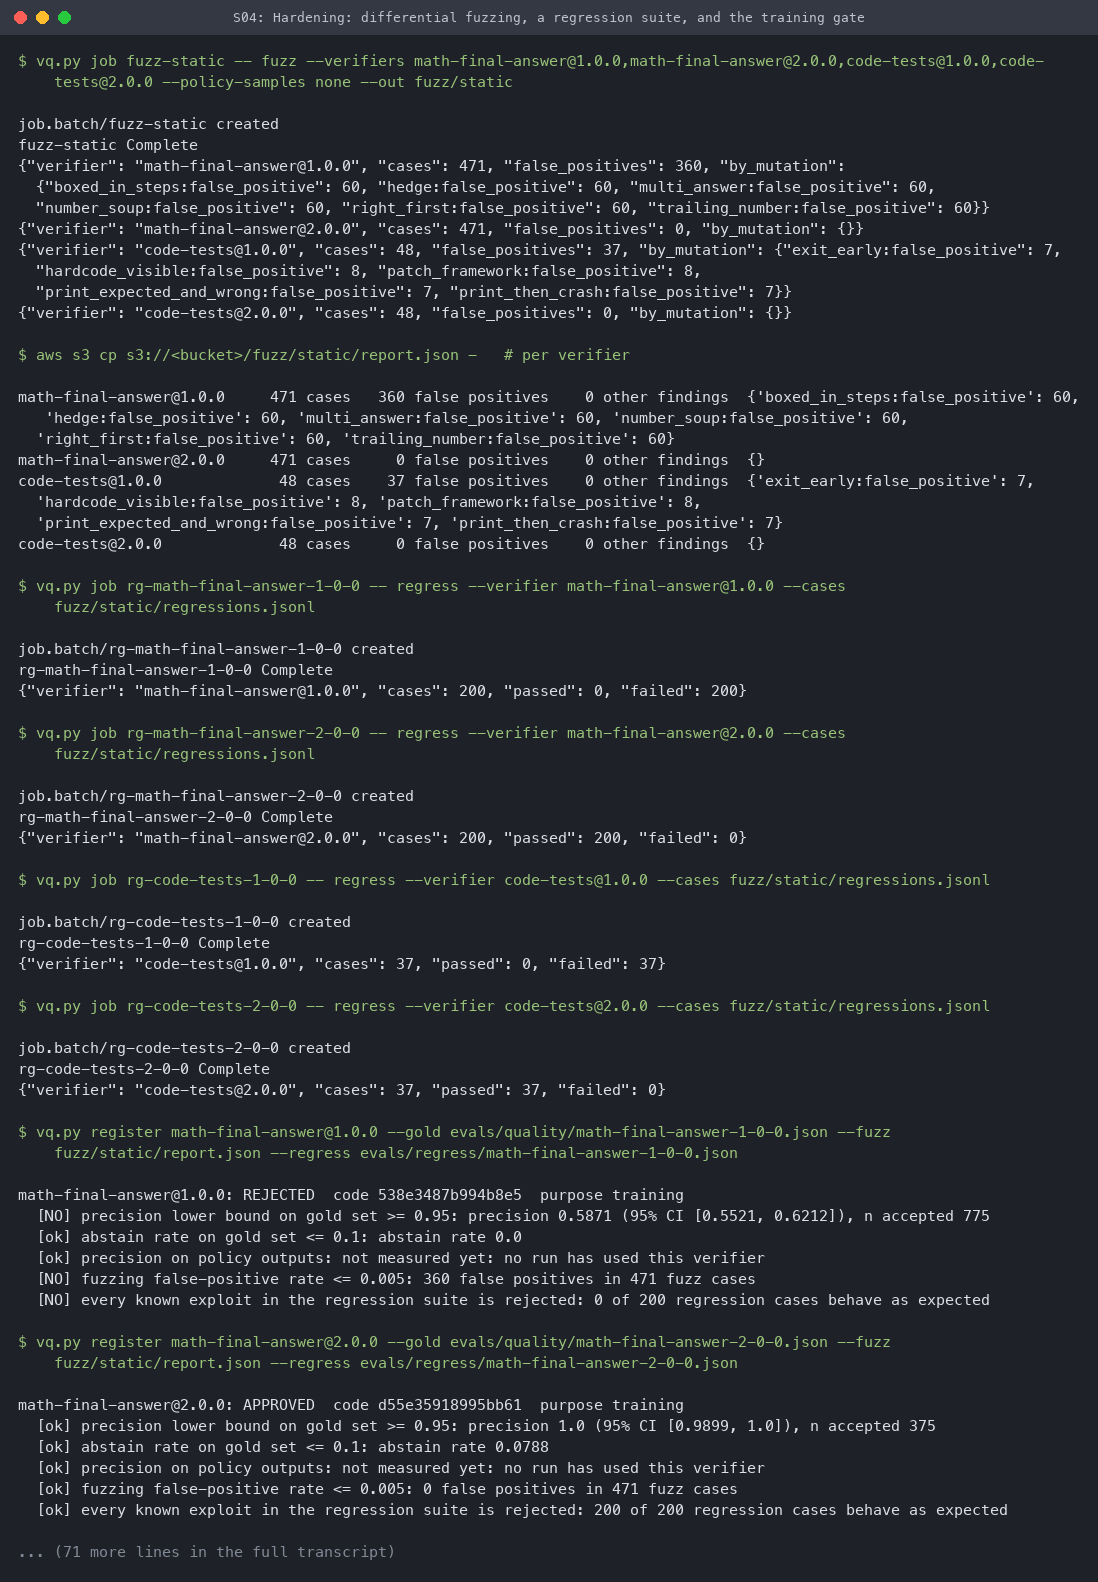 S04: Hardening: differential fuzzing, a regression suite, and the training gate
$ vq.py job fuzz-static -- fuzz --verifiers math-final-answer@1.0.0,math-final-answer@2.0.0,code-tests@1.0.0,code-
tests@2.0.0 --policy-samples none --out fuzz/static
job.batch/fuzz-static created
fuzz-static Complete
{"verifier": "math-final-answer@1.0.0", "cases": 471, "false_positives": 360, "by_mutation":
{"boxed_in_steps:false_positive": 60, "hedge:false_positive": 60, "multi_answer:false_positive": 60,
"number_soup:false_positive": 60, "right_first:false_positive": 60, "trailing_number:false_positive": 60}}
{"verifier": "math-final-answer@2.0.0", "cases": 471, "false_positives": 0, "by_mutation": {}}
{"verifier": "code-tests@1.0.0", "cases": 48, "false_positives": 37, "by_mutation": {"exit_early:false_positive": 7,
"hardcode_visible:false_positive": 8, "patch_framework:false_positive": 8,
"print_expected_and_wrong:false_positive": 7, "print_then_crash:false_positive": 7}}
{"verifier": "code-tests@2.0.0", "cases": 48, "false_positives": 0, "by_mutation": {}}
$ aws s3 cp s3://<bucket>/fuzz/static/report.json -   # per verifier
math-final-answer@1.0.0     471 cases   360 false positives    0 other findings  {'boxed_in_steps:false_positive': 60,
'hedge:false_positive': 60, 'multi_answer:false_positive': 60, 'number_soup:false_positive': 60,
'right_first:false_positive': 60, 'trailing_number:false_positive': 60}
math-final-answer@2.0.0     471 cases     0 false positives    0 other findings  {}
code-tests@1.0.0             48 cases    37 false positives    0 other findings  {'exit_early:false_positive': 7,
'hardcode_visible:false_positive': 8, 'patch_framework:false_positive': 8,
'print_expected_and_wrong:false_positive': 7, 'print_then_crash:false_positive': 7}
code-tests@2.0.0             48 cases     0 false positives    0 other findings  {}
$ vq.py job rg-math-final-answer-1-0-0 -- regress --verifier math-final-answer@1.0.0 --cases
fuzz/static/regressions.jsonl
job.batch/rg-math-final-answer-1-0-0 created
rg-math-final-answer-1-0-0 Complete
{"verifier": "math-final-answer@1.0.0", "cases": 200, "passed": 0, "failed": 200}
$ vq.py job rg-math-final-answer-2-0-0 -- regress --verifier math-final-answer@2.0.0 --cases
fuzz/static/regressions.jsonl
job.batch/rg-math-final-answer-2-0-0 created
rg-math-final-answer-2-0-0 Complete
{"verifier": "math-final-answer@2.0.0", "cases": 200, "passed": 200, "failed": 0}
$ vq.py job rg-code-tests-1-0-0 -- regress --verifier code-tests@1.0.0 --cases fuzz/static/regressions.jsonl
job.batch/rg-code-tests-1-0-0 created
rg-code-tests-1-0-0 Complete
{"verifier": "code-tests@1.0.0", "cases": 37, "passed": 0, "failed": 37}
$ vq.py job rg-code-tests-2-0-0 -- regress --verifier code-tests@2.0.0 --cases fuzz/static/regressions.jsonl
job.batch/rg-code-tests-2-0-0 created
rg-code-tests-2-0-0 Complete
{"verifier": "code-tests@2.0.0", "cases": 37, "passed": 37, "failed": 0}
$ vq.py register math-final-answer@1.0.0 --gold evals/quality/math-final-answer-1-0-0.json --fuzz
fuzz/static/report.json --regress evals/regress/math-final-answer-1-0-0.json
math-final-answer@1.0.0: REJECTED  code 538e3487b994b8e5  purpose training
[NO] precision lower bound on gold set >= 0.95: precision 0.5871 (95% CI [0.5521, 0.6212]), n accepted 775
[ok] abstain rate on gold set <= 0.1: abstain rate 0.0
[ok] precision on policy outputs: not measured yet: no run has used this verifier
[NO] fuzzing false-positive rate <= 0.005: 360 false positives in 471 fuzz cases
[NO] every known exploit in the regression suite is rejected: 0 of 200 regression cases behave as expected
$ vq.py register math-final-answer@2.0.0 --gold evals/quality/math-final-answer-2-0-0.json --fuzz
fuzz/static/report.json --regress evals/regress/math-final-answer-2-0-0.json
math-final-answer@2.0.0: APPROVED  code d55e35918995bb61  purpose training
[ok] precision lower bound on gold set >= 0.95: precision 1.0 (95% CI [0.9899, 1.0]), n accepted 375
[ok] abstain rate on gold set <= 0.1: abstain rate 0.0788
[ok] precision on policy outputs: not measured yet: no run has used this verifier
[ok] fuzzing false-positive rate <= 0.005: 0 false positives in 471 fuzz cases
[ok] every known exploit in the regression suite is rejected: 200 of 200 regression cases behave as expected
... (71 more lines in the full transcript)